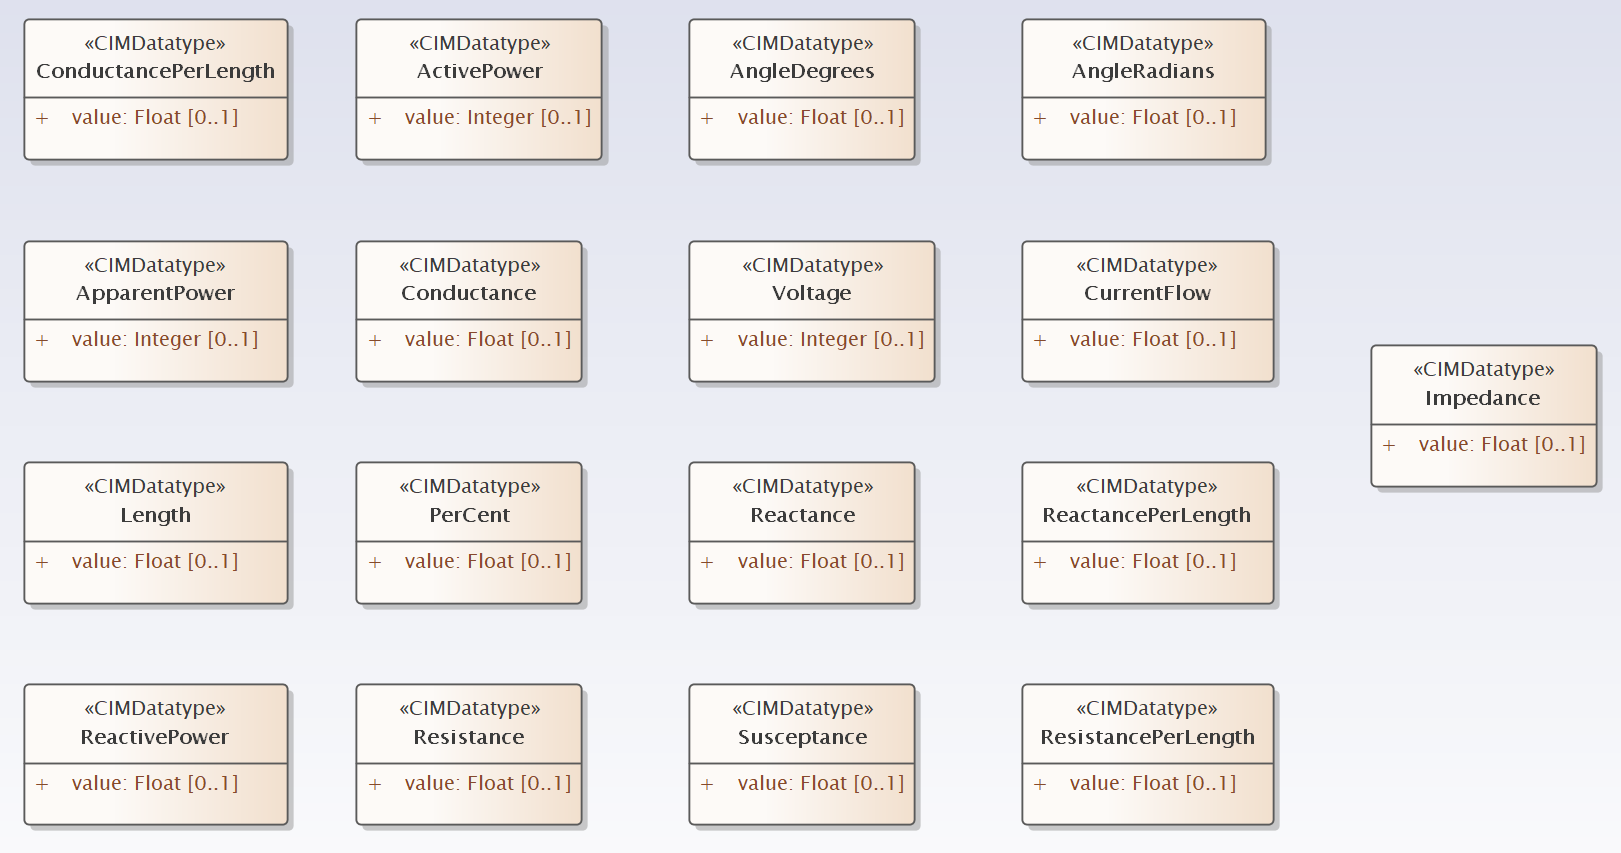 «CIMDatatype»
ConductancePerLength
+ value: Float [0..1]
«CIMDatatype»
ActivePower
+ value: Integer [0..1]
«CIMDatatype»
AngleDegrees
+ value: Float [0..1]
«CIMDatatype»
AngleRadians
+ value: Float [0..1]
«CIMDatatype»
ApparentPower
+ value: Integer [0..1]
«CIMDatatype»
Conductance
+ value: Float [0..1]
«CIMDatatype»
Voltage
+ value: Integer [0..1]
«CIMDatatype»
CurrentFlow
+ value: Float [0..1]
«CIMDatatype»
Impedance
+ value: Float [0..1]
«CIMDatatype»
Length
+ value: Float [0..1]
«CIMDatatype»
PerCent
+ value: Float [0..1]
«CIMDatatype»
Reactance
+ value: Float [0..1]
«CIMDatatype»
ReactancePerLength
+ value: Float [0..1]
«CIMDatatype»
ReactivePower
+ value: Float [0..1]
«CIMDatatype»
Resistance
+ value: Float [0..1]
«CIMDatatype»
Susceptance
+ value: Float [0..1]
«CIMDatatype»
ResistancePerLength
+ value: Float [0..1]